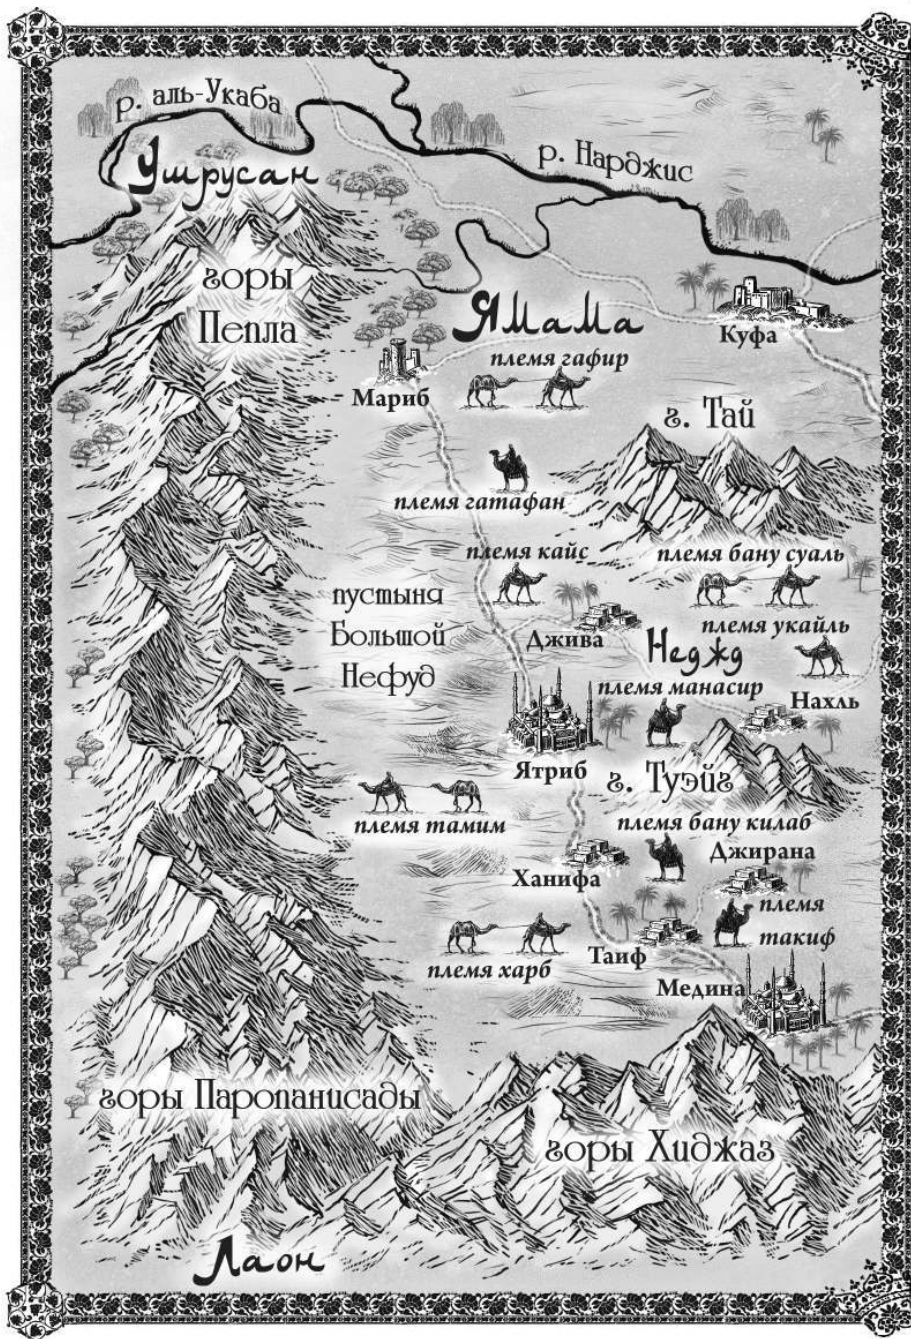 р. аль-Укаба
р. Нарджис
Ушрусан
горы
Пепла
Ямама
Куфа
племя гафир
Мариб
г. Тай
племя гатафан
племя кайс
племя бану суаль
пустыня
Большой
Нефуд
Джива
племя укайль
Неджд
племя манасир
Нахль
Ятриб
г. Туэйг
племя тамим
племя бану килаб
Ханифа
Джирана
племя
такиф
Таиф
племя харб
Медина
горы Паропанисады
горы Хиджаз
Лаон